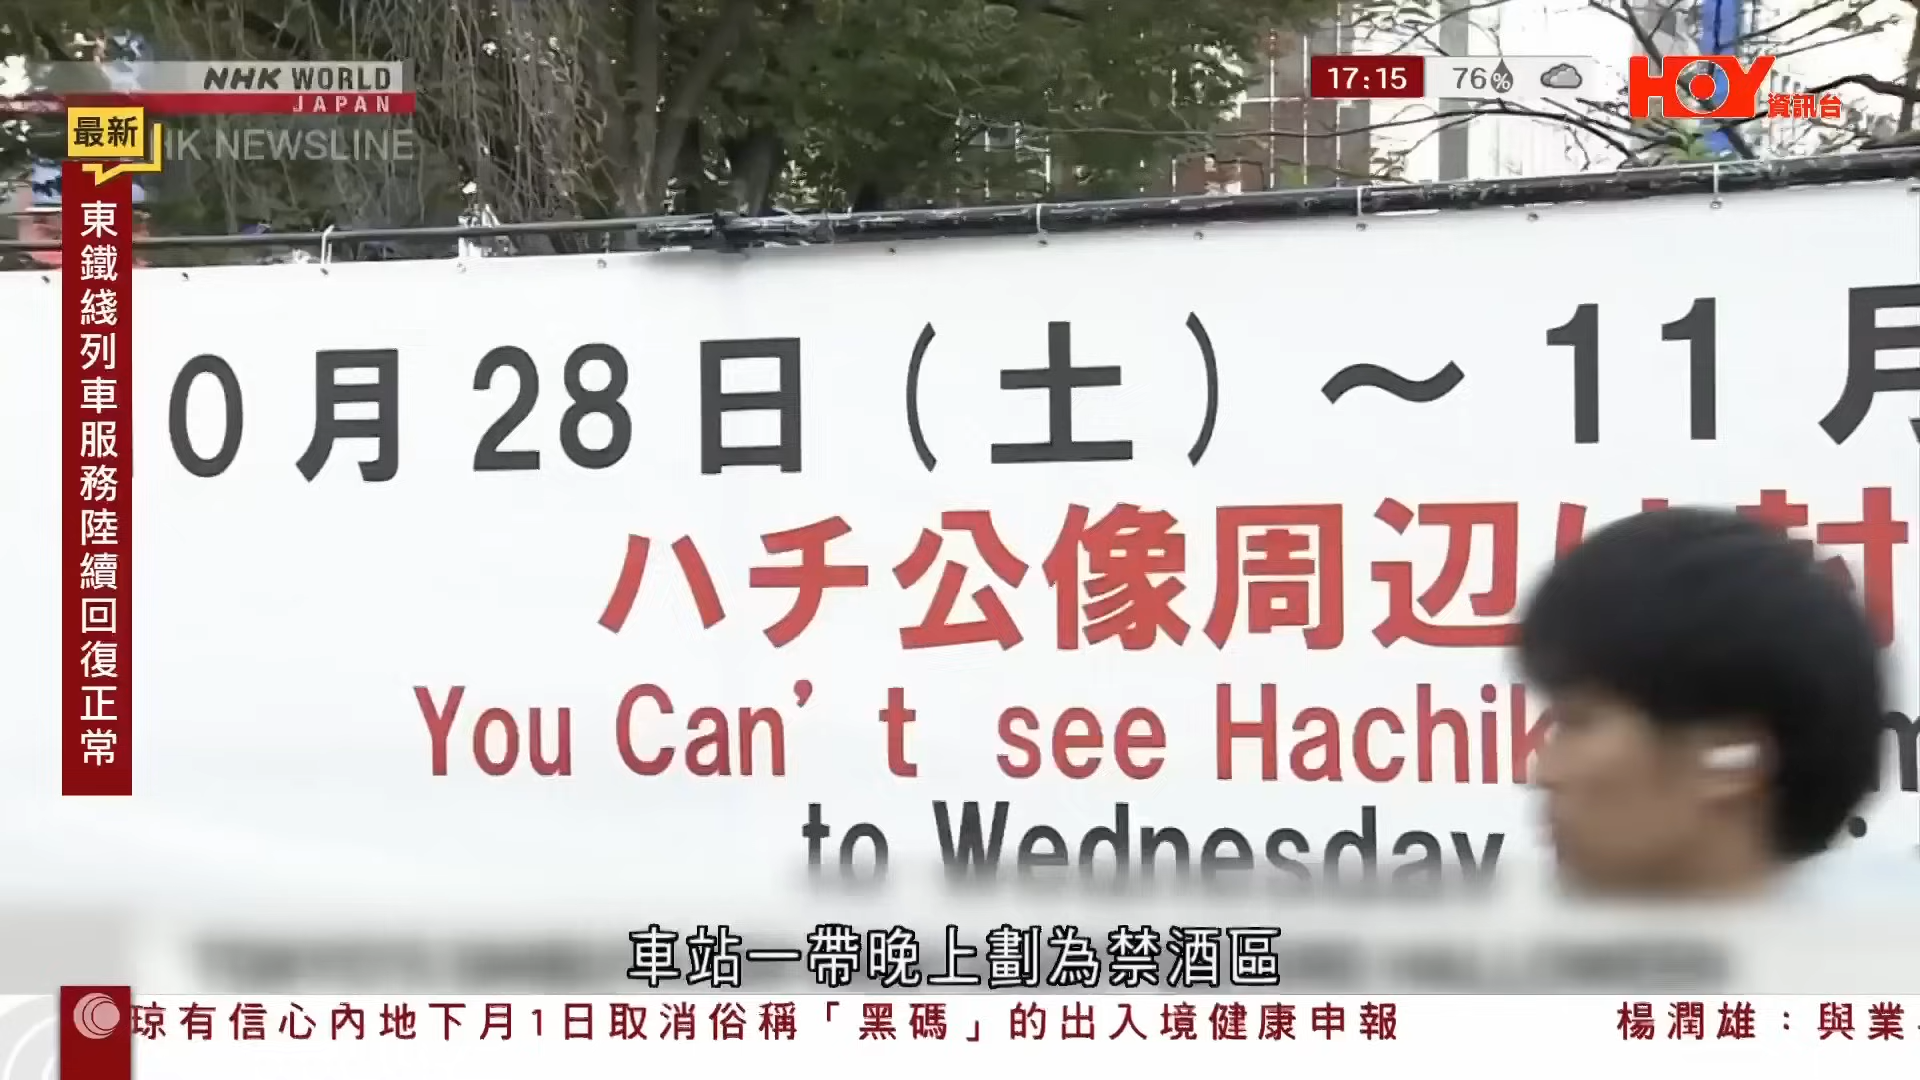 NHK WORLD
JAPAN
NEWSLINE
17:15 76%
HOY 資訊台
最新
東鐵綫列車服務陸續回復正常
0月28日(土)~11月
ハチ公像周辺は封
You Can't see Hachik
to Wednesday
車站一帶晚上劃為禁酒區
琼有信心內地下月1日取消俗稱「黑碼」的出入境健康申報 楊潤雄：與業